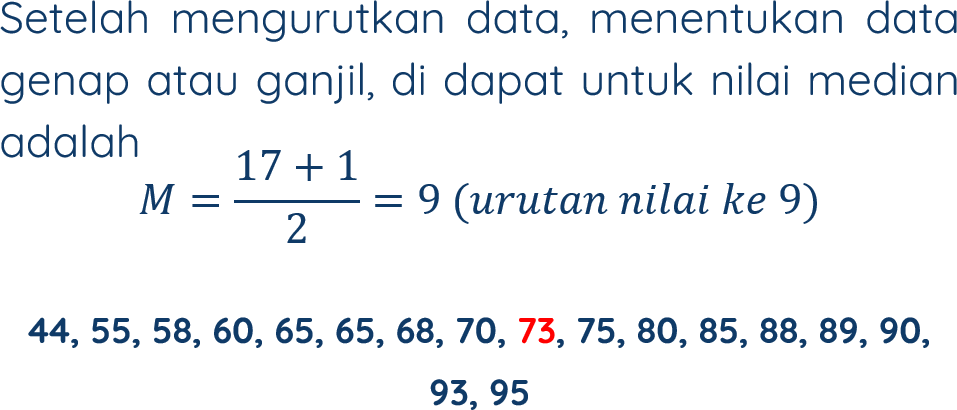 Setelah mengurutkan data, menentukan data
genap atau ganjil, di dapat untuk nilai median
adalah
M = \frac{17 + 1}{2} = 9 (urutan nilai ke 9)
44, 55, 58, 60, 65, 65, 68, 70, 73, 75, 80, 85, 88, 89, 90,
93, 95